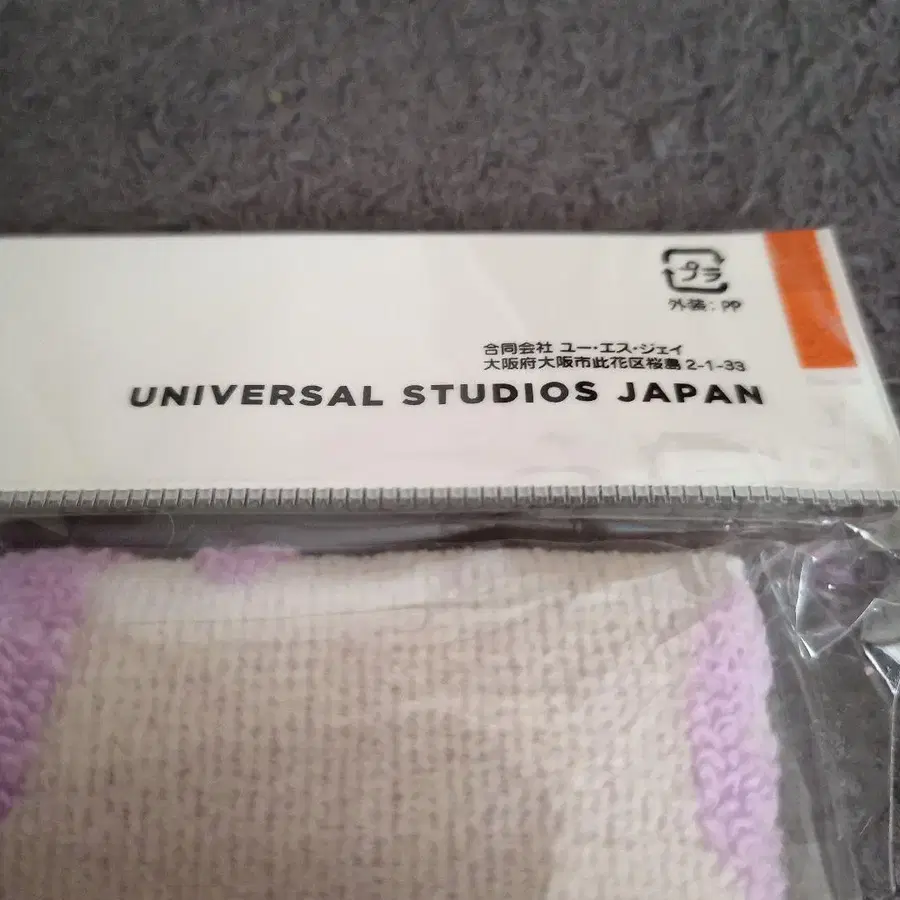 プラ
外装: PP
合同会社 ユー・エス・ジェイ
大阪府大阪市此花区桜島 2-1-33
UNIVERSAL STUDIOS JAPAN